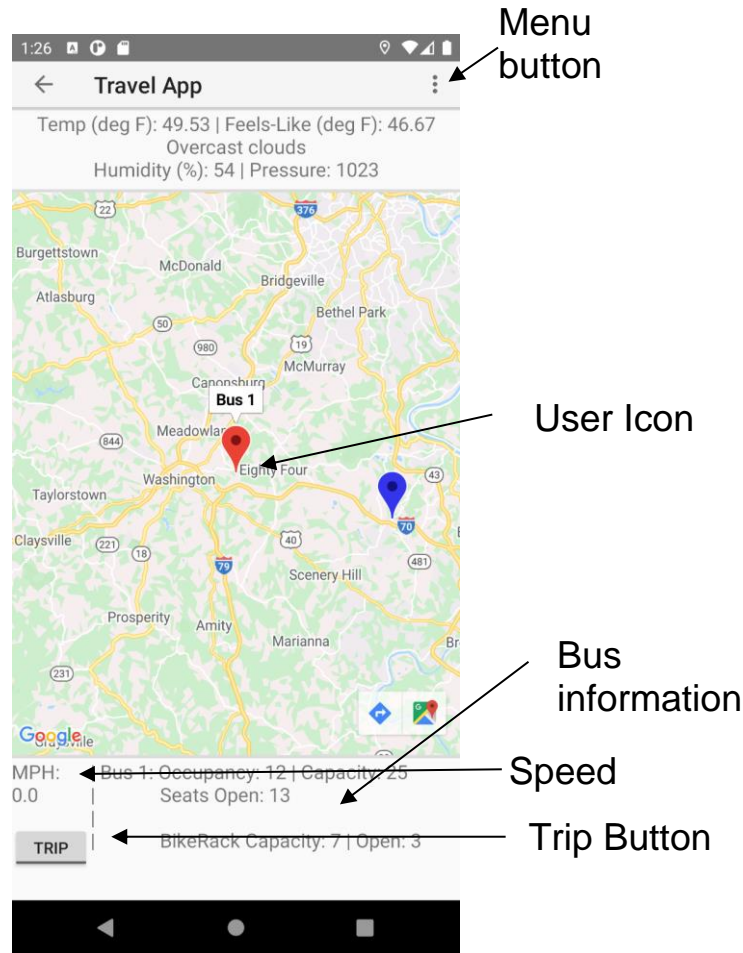 Menu
button
1:26
Travel App
Temp (deg F): 49.53 | Feels-Like (deg F): 46.67
Overcast clouds
Humidity (%): 54 | Pressure: 1023
22
376
Burgettstown
McDonald
Bridgeville
Atlasburg
Bethel Park
50
19
980
McMurray
Canonsburg
Bus 1
User Icon
844
Eighty Four
43
Washington
Taylorstown
70
Claysville
221
18
40
79
481
Scenery Hill
Prosperity
Amity
Marianna
231
Bus
information
Google
MPH:
0.0
Bus 1: Occupancy: 12 | Capacity: 25
Seats Open: 13
Speed
TRIP
BikeRack Capacity: 7 | Open: 3
Trip Button